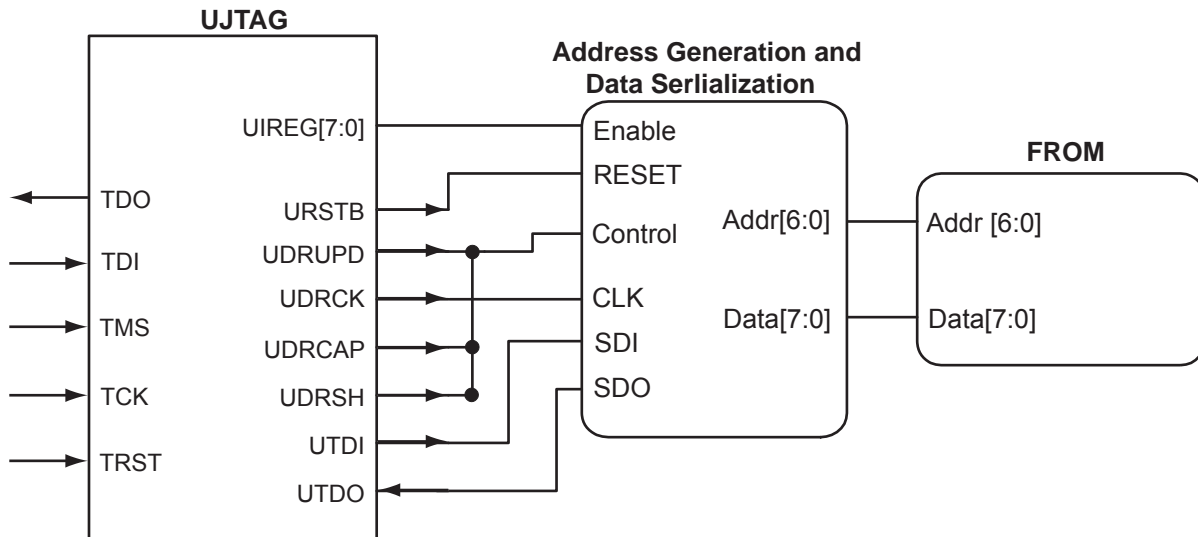 UJTAG
Address Generation and
Data Serlialization
FROM
TDO
TDI
TMS
TCK
TRST
UIREG[7:0]
URSTB
UDRUPD
UDRCK
UDRCAP
UDRSH
UTDI
UTDO
Enable
RESET
Control
CLK
SDI
SDO
Addr[6:0]
Data[7:0]
Addr [6:0]
Data[7:0]